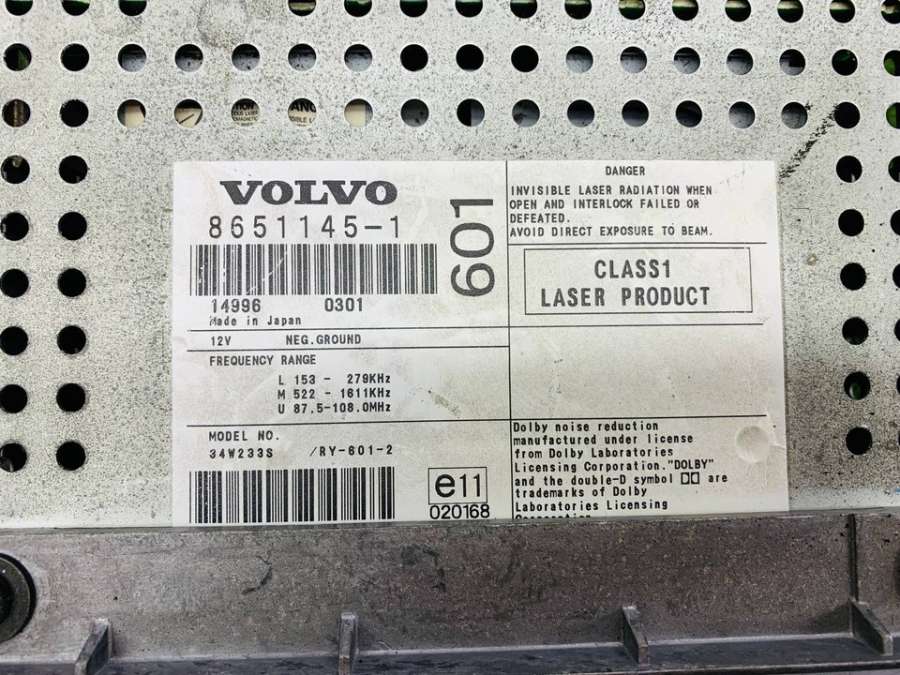 VOLVO
8651145-1
601
14996 0301
Made in Japan
12V NEG.GROUND
FREQUENCY RANGE
L 153 - 279KHz
M 522 - 1611KHz
U 87.5-108.0MHz
MODEL NO.
34W233S /RY-601-2
e11
020168
DANGER
INVISIBLE LASER RADIATION WHEN
OPEN AND INTERLOCK FAILED OR
DEFEATED.
AVOID DIRECT EXPOSURE TO BEAM.
CLASS1
LASER PRODUCT
Dolby noise reduction
manufactured under license
from Dolby Laboratories
Licensing Corporation."DOLBY"
and the double-D symbol are
trademarks of Dolby
Laboratories Licensing
Corporation